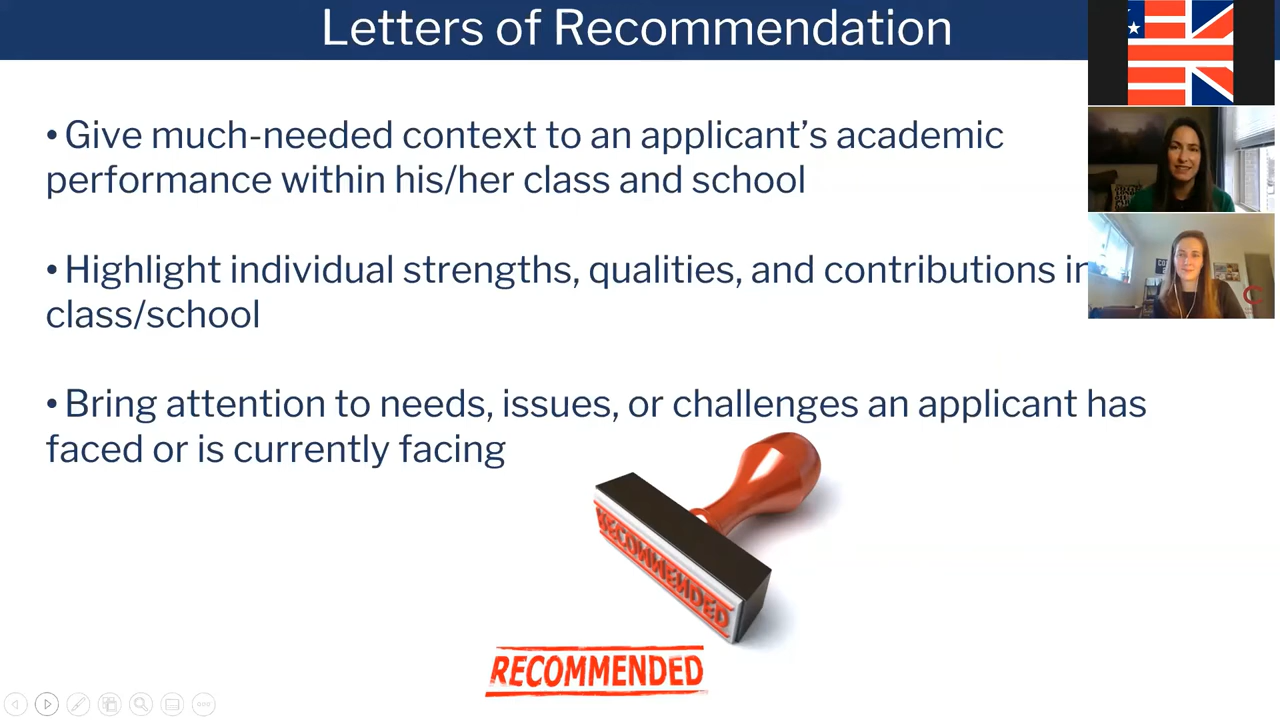 Letters of Recommendation
• Give much-needed context to an applicant’s academic
performance within his/her class and school
• Highlight individual strengths, qualities, and contributions in
class/school
• Bring attention to needs, issues, or challenges an applicant has
faced or is currently facing
RECOMMENDED
RECOMMENDED